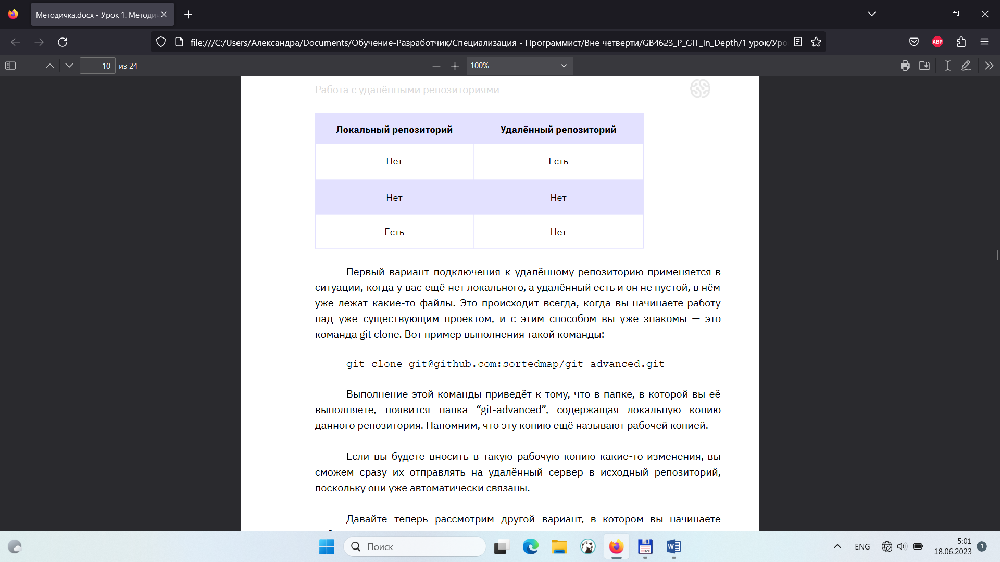 Методичка.docx - Урок 1. Методич
file:///C:/Users/Александра/Documents/Обучение-Разработчик/Специализация - Программист/Вне четверти/GB4623_P_GIT_In_Depth/1 урок/Уро
ABP
10 из 24
100%
Работа с удалёнными репозиториями
Локальный репозиторий Удалённый репозиторий
Нет Есть
Нет Нет
Есть Нет
Первый вариант подключения к удалённому репозиторию применяется в
ситуации, когда у вас ещё нет локального, а удалённый есть и он не пустой, в нём
уже лежат какие-то файлы. Это происходит всегда, когда вы начинаете работу
над уже существующим проектом, и с этим способом вы уже знакомы — это
команда git clone. Вот пример выполнения такой команды:
git clone git@github.com:sortedmap/git-advanced.git
Выполнение этой команды приведёт к тому, что в папке, в которой вы её
выполняете, появится папка “git-advanced”, содержащая локальную копию
данного репозитория. Напомним, что эту копию ещё называют рабочей копией.
Если вы будете вносить в такую рабочую копию какие-то изменения, вы
сможем сразу их отправлять на удалённый сервер в исходный репозиторий,
поскольку они уже автоматически связаны.
Давайте теперь рассмотрим другой вариант, в котором вы начинаете
Поиск
64
ENG
5:01
18.06.2023
1